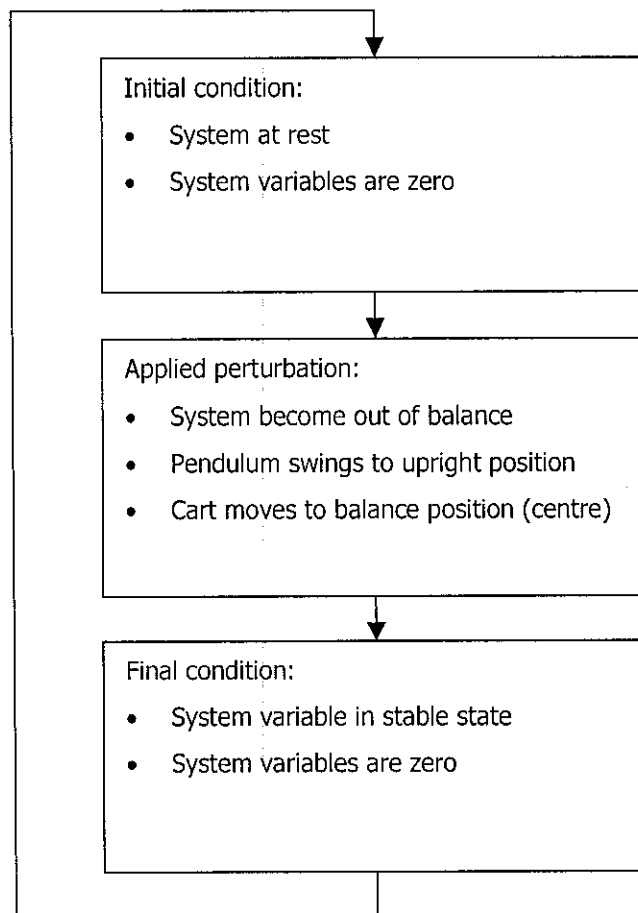 Initial condition:
• System at rest
• System variables are zero
Applied perturbation:
• System become out of balance
• Pendulum swings to upright position
• Cart moves to balance position (centre)
Final condition:
• System variable in stable state
• System variables are zero